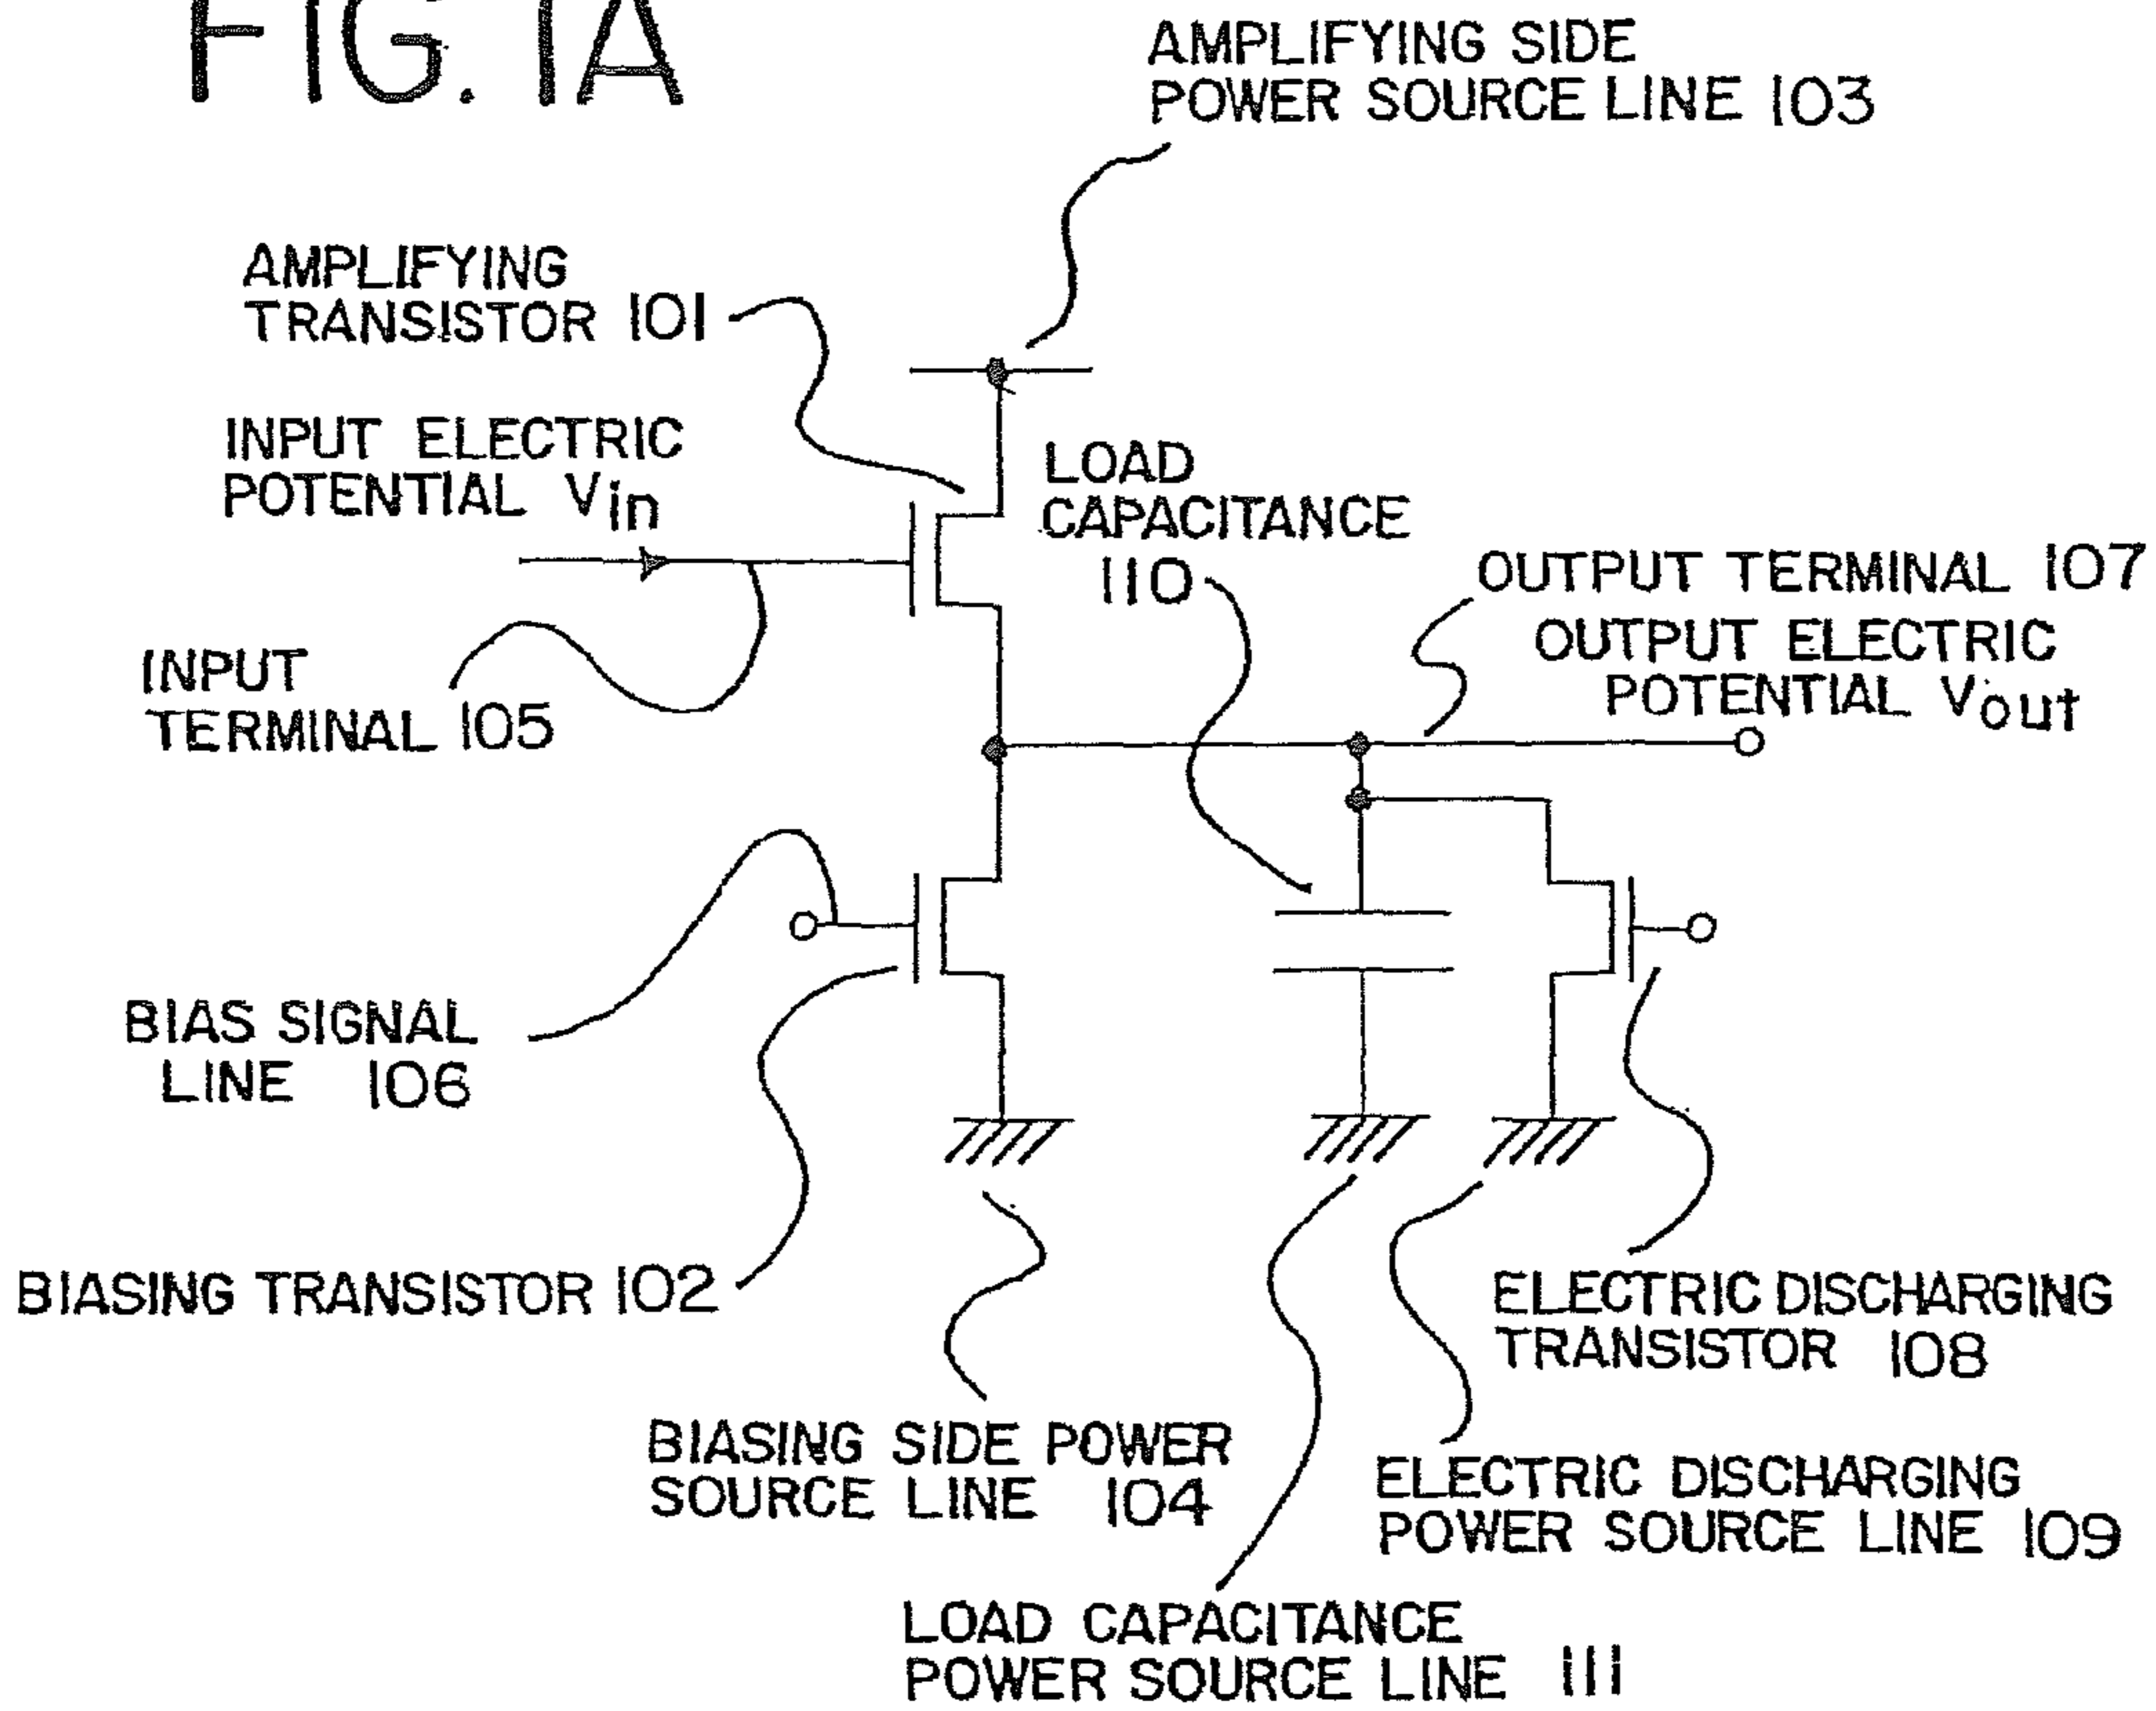 FIG. 1A
AMPLIFYING SIDE
POWER SOURCE LINE 103
AMPLIFYING
TRANSISTOR 101
INPUT ELECTRIC
POTENTIAL Vin
LOAD
CAPACITANCE
110
OUTPUT TERMINAL 107
OUTPUT ELECTRIC
POTENTIAL Vout
INPUT
TERMINAL 105
BIAS SIGNAL
LINE 106
BIASING TRANSISTOR 102
ELECTRIC DISCHARGING
TRANSISTOR 108
BIASING SIDE POWER
SOURCE LINE 104
ELECTRIC DISCHARGING
POWER SOURCE LINE 109
LOAD CAPACITANCE
POWER SOURCE LINE 111